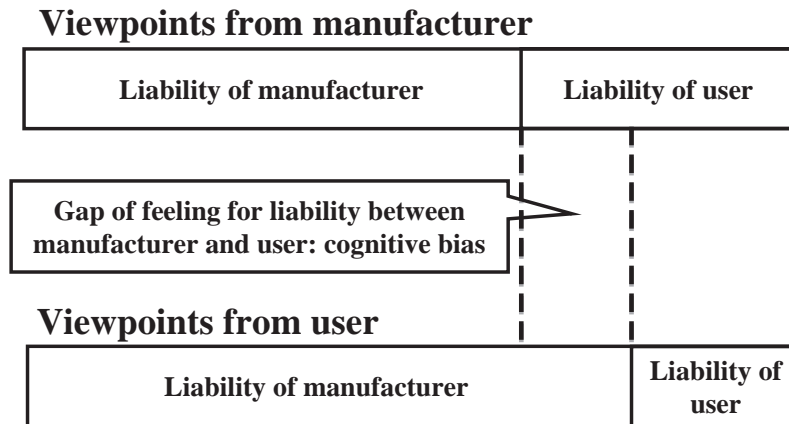 Viewpoints from manufacturer
Liability of manufacturer
Liability of user
Gap of feeling for liability between
manufacturer and user: cognitive bias
Viewpoints from user
Liability of manufacturer
Liability of
user